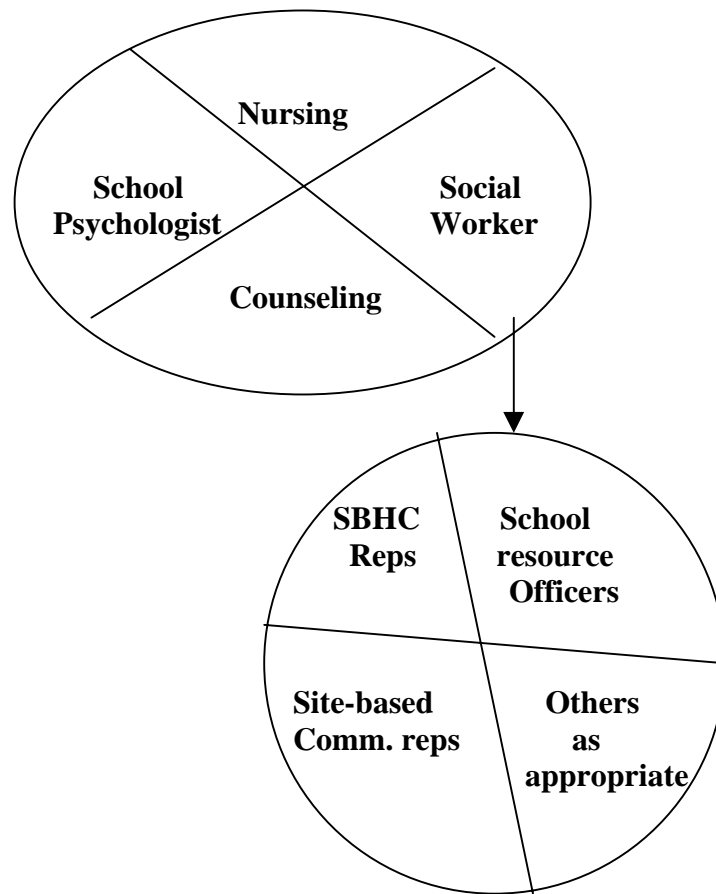 Nursing
School
Psychologist
Social
Worker
Counseling
SBHC
Reps
School
resource
Officers
Site-based
Comm. reps
Others
as
appropriate